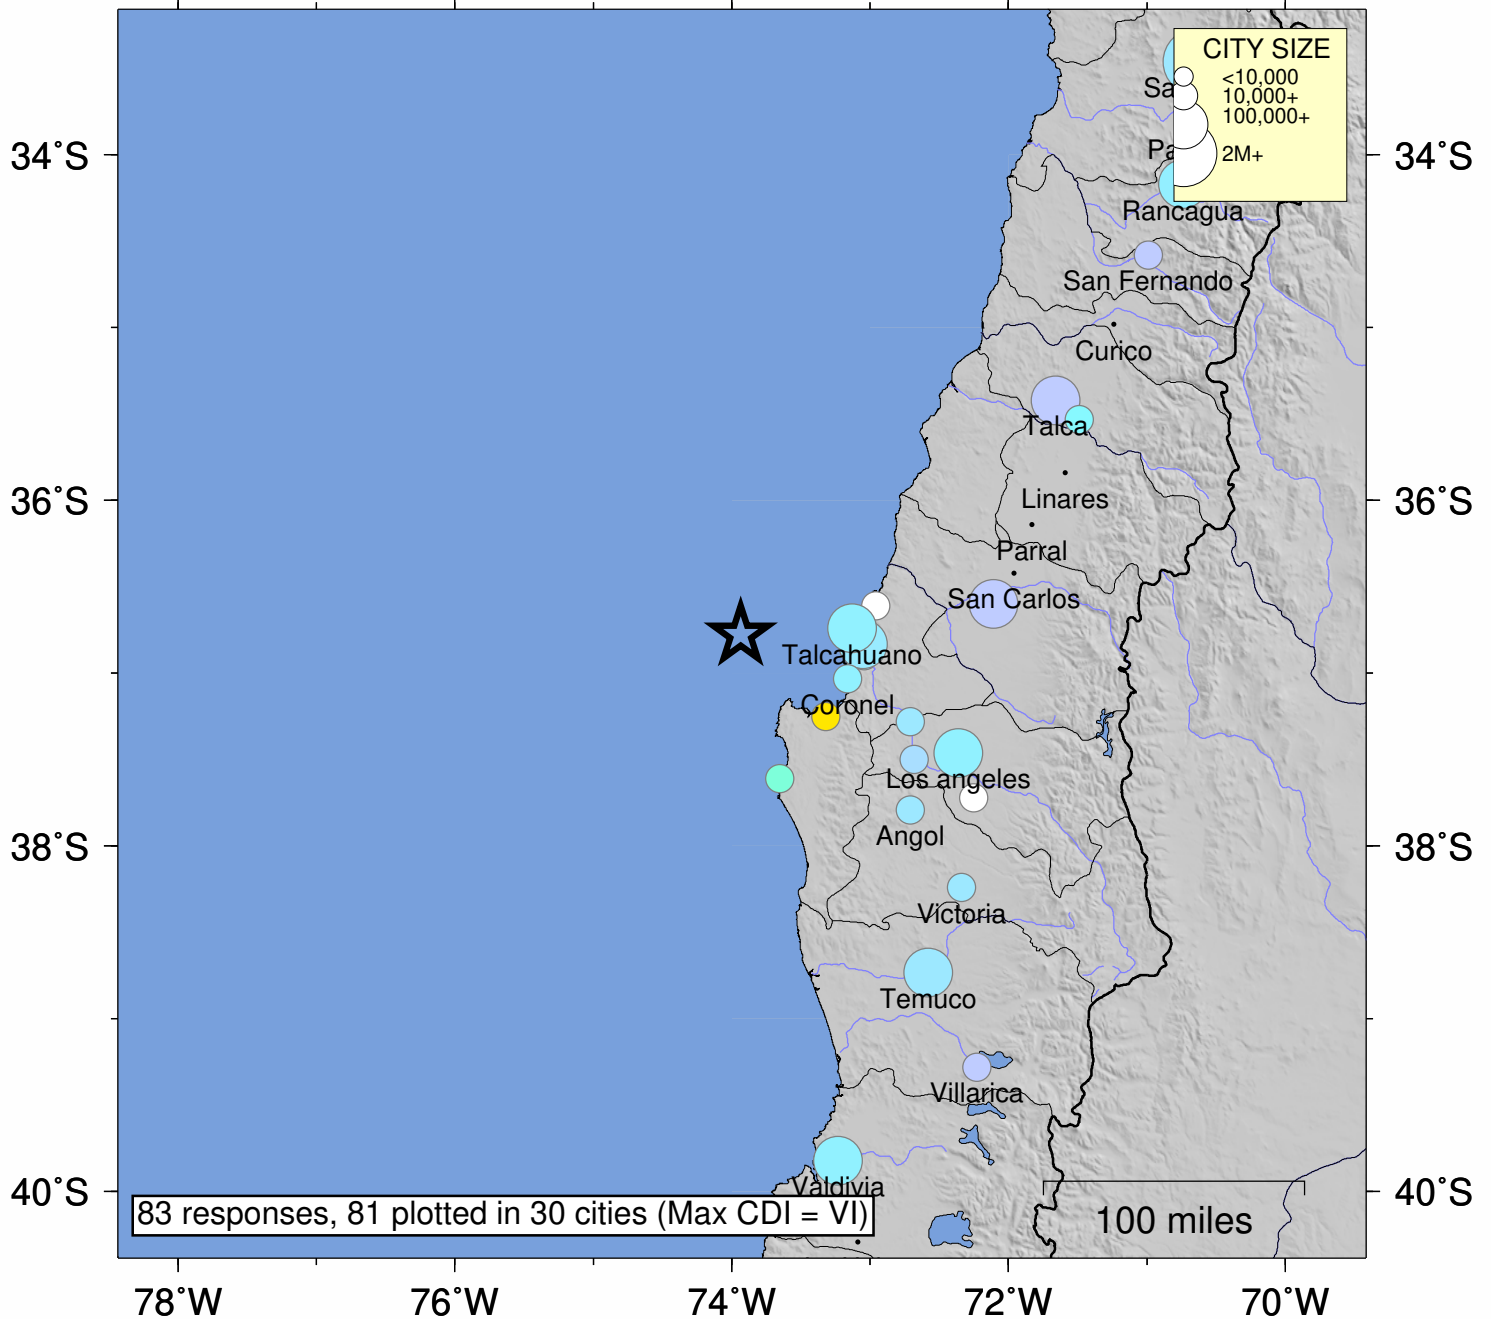 CITY SIZE
<10,000
10,000+
100,000+
2M+
Sa
34°S
34°S
Pa
Rancagua
San Fernando
Curico
Talca
36°S
36°S
Linares
Parral
San Carlos
Talcahuano
Coronel
Los angeles
Angol
38°S
38°S
Victoria
Temuco
Villarica
Valdivia
40°S
40°S
83 responses, 81 plotted in 30 cities (Max CDI = VI)
100 miles
78°W
76°W
74°W
72°W
70°W